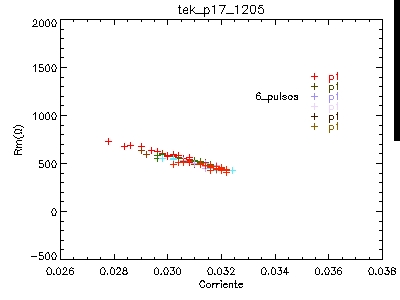 tek_p17_1205
2000
1500
1000
500
0
-500
Rm(Ω)
6_pulsos
p1
p1
p1
p1
p1
p1
0.026 0.028 0.030 0.032 0.034 0.036 0.038
Corriente